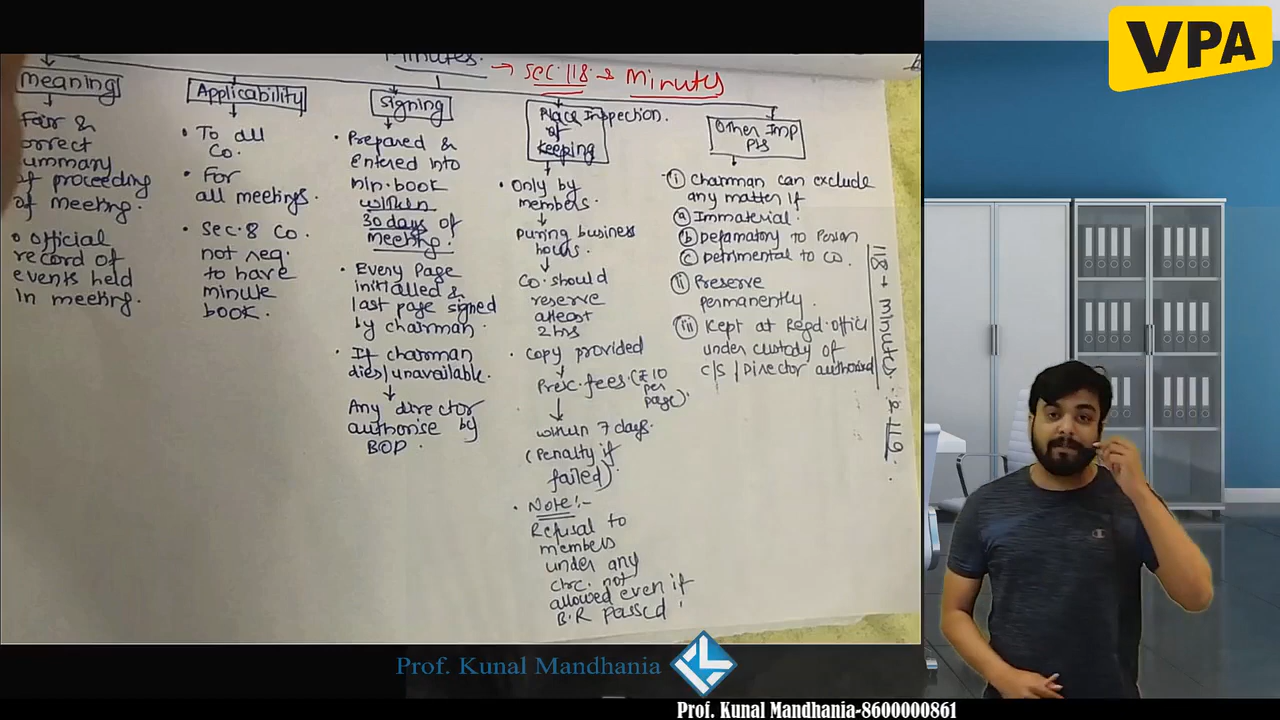 Minutes. → Sec.118 → Minutes
Meaning
Fair &
orrect
ummary
of proceeding
of meeting.
official
record of
events held
in meeting.
Applicability
• To all
Co.
• For
all meetings.
• Sec. 8 Co.
not req.
to have
minute
book.
Signing
• Prepared &
Entered into
min. book
within
30 days of
meeting.
• Every page
initialled &
last page signed
by chairman.
• If chairman
dies/unavailable.
Any director
authorise by
BOD.
Place Inspection.
of
keeping
• Only by
members.
During business
hours.
Co. should
reserve
atleast
2 hrs
• Copy provided
Presc. fees (₹10
per
page).
within 7 days.
(Penalty if
failed)
• Note:-
Refusal to
members
under any
circ. not
allowed even if
B.R passed
Other Imp
Pts
(i) Chairman can exclude
any matter if
(a) Immaterial.
(b) Defamatory to Person
(c) Detrimental to Co.
(ii) Preserve
permanently.
(iii) Kept at Regd. office
under custody of
C/S / Director authorised
118 + Minutes.
& 119.
VPA
Prof. Kunal Mandhania
Prof. Kunal Mandhania-8600000861